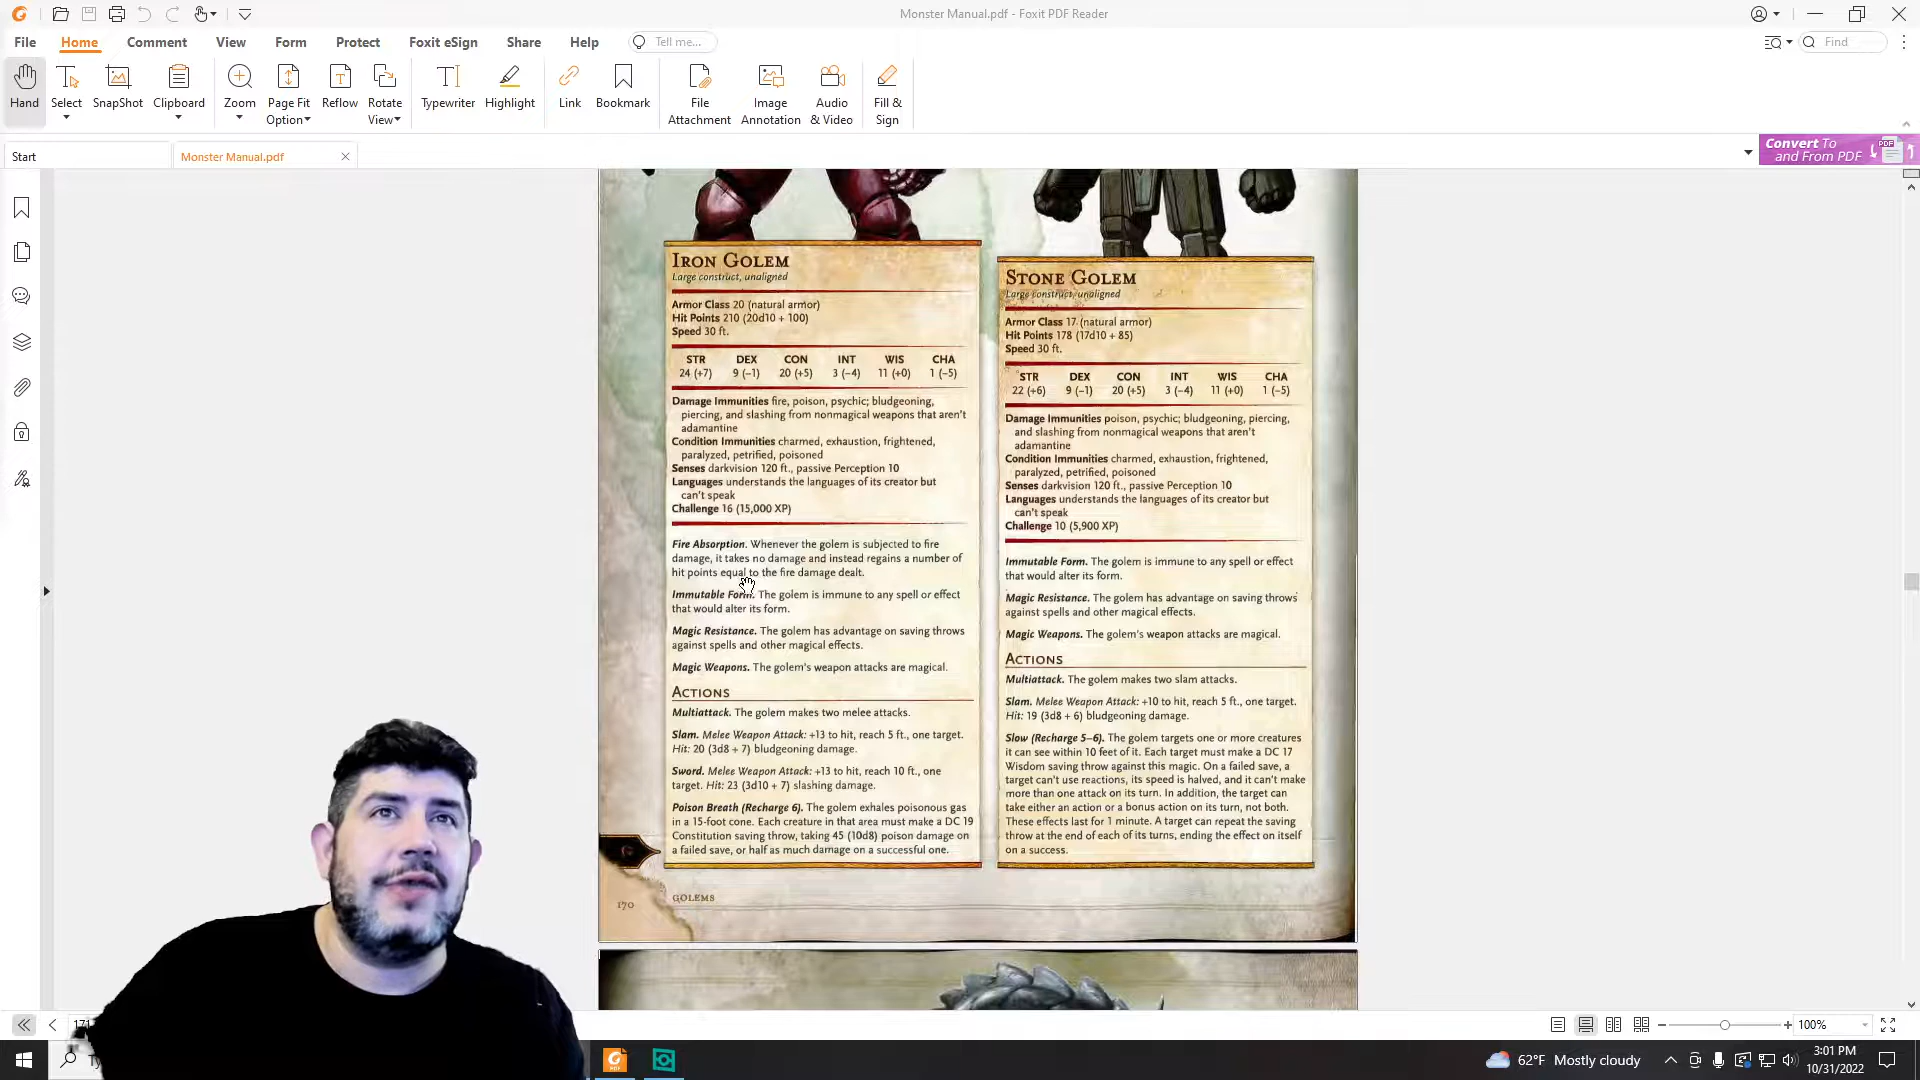 Monster Manual.pdf - Foxit PDF Reader
File Home Comment View Form Protect Foxit eSign Share Help Tell me... Find
Hand
Select
SnapShot
Clipboard
Zoom
Page Fit
Option
Reflow
Rotate
View
Typewriter
Highlight
Link
Bookmark
File
Attachment
Image
Annotation
Audio
& Video
Fill &
Sign
Start
Monster Manual.pdf
Convert To
and From PDF
PDF
IRON GOLEM
Large construct, unaligned
Armor Class 20 (natural armor)
Hit Points 210 (20d10 + 100)
Speed 30 ft.
STR DEX CON INT WIS CHA
24 (+7) 9 (−1) 20 (+5) 3 (−4) 11 (+0) 1 (−5)
Damage Immunities fire, poison, psychic; bludgeoning,
piercing, and slashing from nonmagical weapons that aren't
adamantine
Condition Immunities charmed, exhaustion, frightened,
paralyzed, petrified, poisoned
Senses darkvision 120 ft., passive Perception 10
Languages understands the languages of its creator but
can't speak
Challenge 16 (15,000 XP)
Fire Absorption. Whenever the golem is subjected to fire
damage, it takes no damage and instead regains a number of
hit points equal to the fire damage dealt.
Immutable Form. The golem is immune to any spell or effect
that would alter its form.
Magic Resistance. The golem has advantage on saving throws
against spells and other magical effects.
Magic Weapons. The golem's weapon attacks are magical.
ACTIONS
Multiattack. The golem makes two melee attacks.
Slam. Melee Weapon Attack: +13 to hit, reach 5 ft., one target.
Hit: 20 (3d8 + 7) bludgeoning damage.
Sword. Melee Weapon Attack: +13 to hit, reach 10 ft., one
target. Hit: 23 (3d10 + 7) slashing damage.
Poison Breath (Recharge 6). The golem exhales poisonous gas
in a 15-foot cone. Each creature in that area must make a DC 19
Constitution saving throw, taking 45 (10d8) poison damage on
a failed save, or half as much damage on a successful one.
STONE GOLEM
Large construct, unaligned
Armor Class 17 (natural armor)
Hit Points 178 (17d10 + 85)
Speed 30 ft.
STR DEX CON INT WIS CHA
22 (+6) 9 (−1) 20 (+5) 3 (−4) 11 (+0) 1 (−5)
Damage Immunities poison, psychic; bludgeoning, piercing,
and slashing from nonmagical weapons that aren't
adamantine
Condition Immunities charmed, exhaustion, frightened,
paralyzed, petrified, poisoned
Senses darkvision 120 ft., passive Perception 10
Languages understands the languages of its creator but
can't speak
Challenge 10 (5,900 XP)
Immutable Form. The golem is immune to any spell or effect
that would alter its form.
Magic Resistance. The golem has advantage on saving throws
against spells and other magical effects.
Magic Weapons. The golem's weapon attacks are magical.
ACTIONS
Multiattack. The golem makes two slam attacks.
Slam. Melee Weapon Attack: +10 to hit, reach 5 ft., one target.
Hit: 19 (3d8 + 6) bludgeoning damage.
Slow (Recharge 5–6). The golem targets one or more creatures
it can see within 10 feet of it. Each target must make a DC 17
Wisdom saving throw against this magic. On a failed save, a
target can't use reactions, its speed is halved, and it can't make
more than one attack on its turn. In addition, the target can
take either an action or a bonus action on its turn, not both.
These effects last for 1 minute. A target can repeat the saving
throw at the end of each of its turns, ending the effect on itself
on a success.
G
170
GOLEMS
100%
62°F Mostly cloudy
3:01 PM
10/31/2022